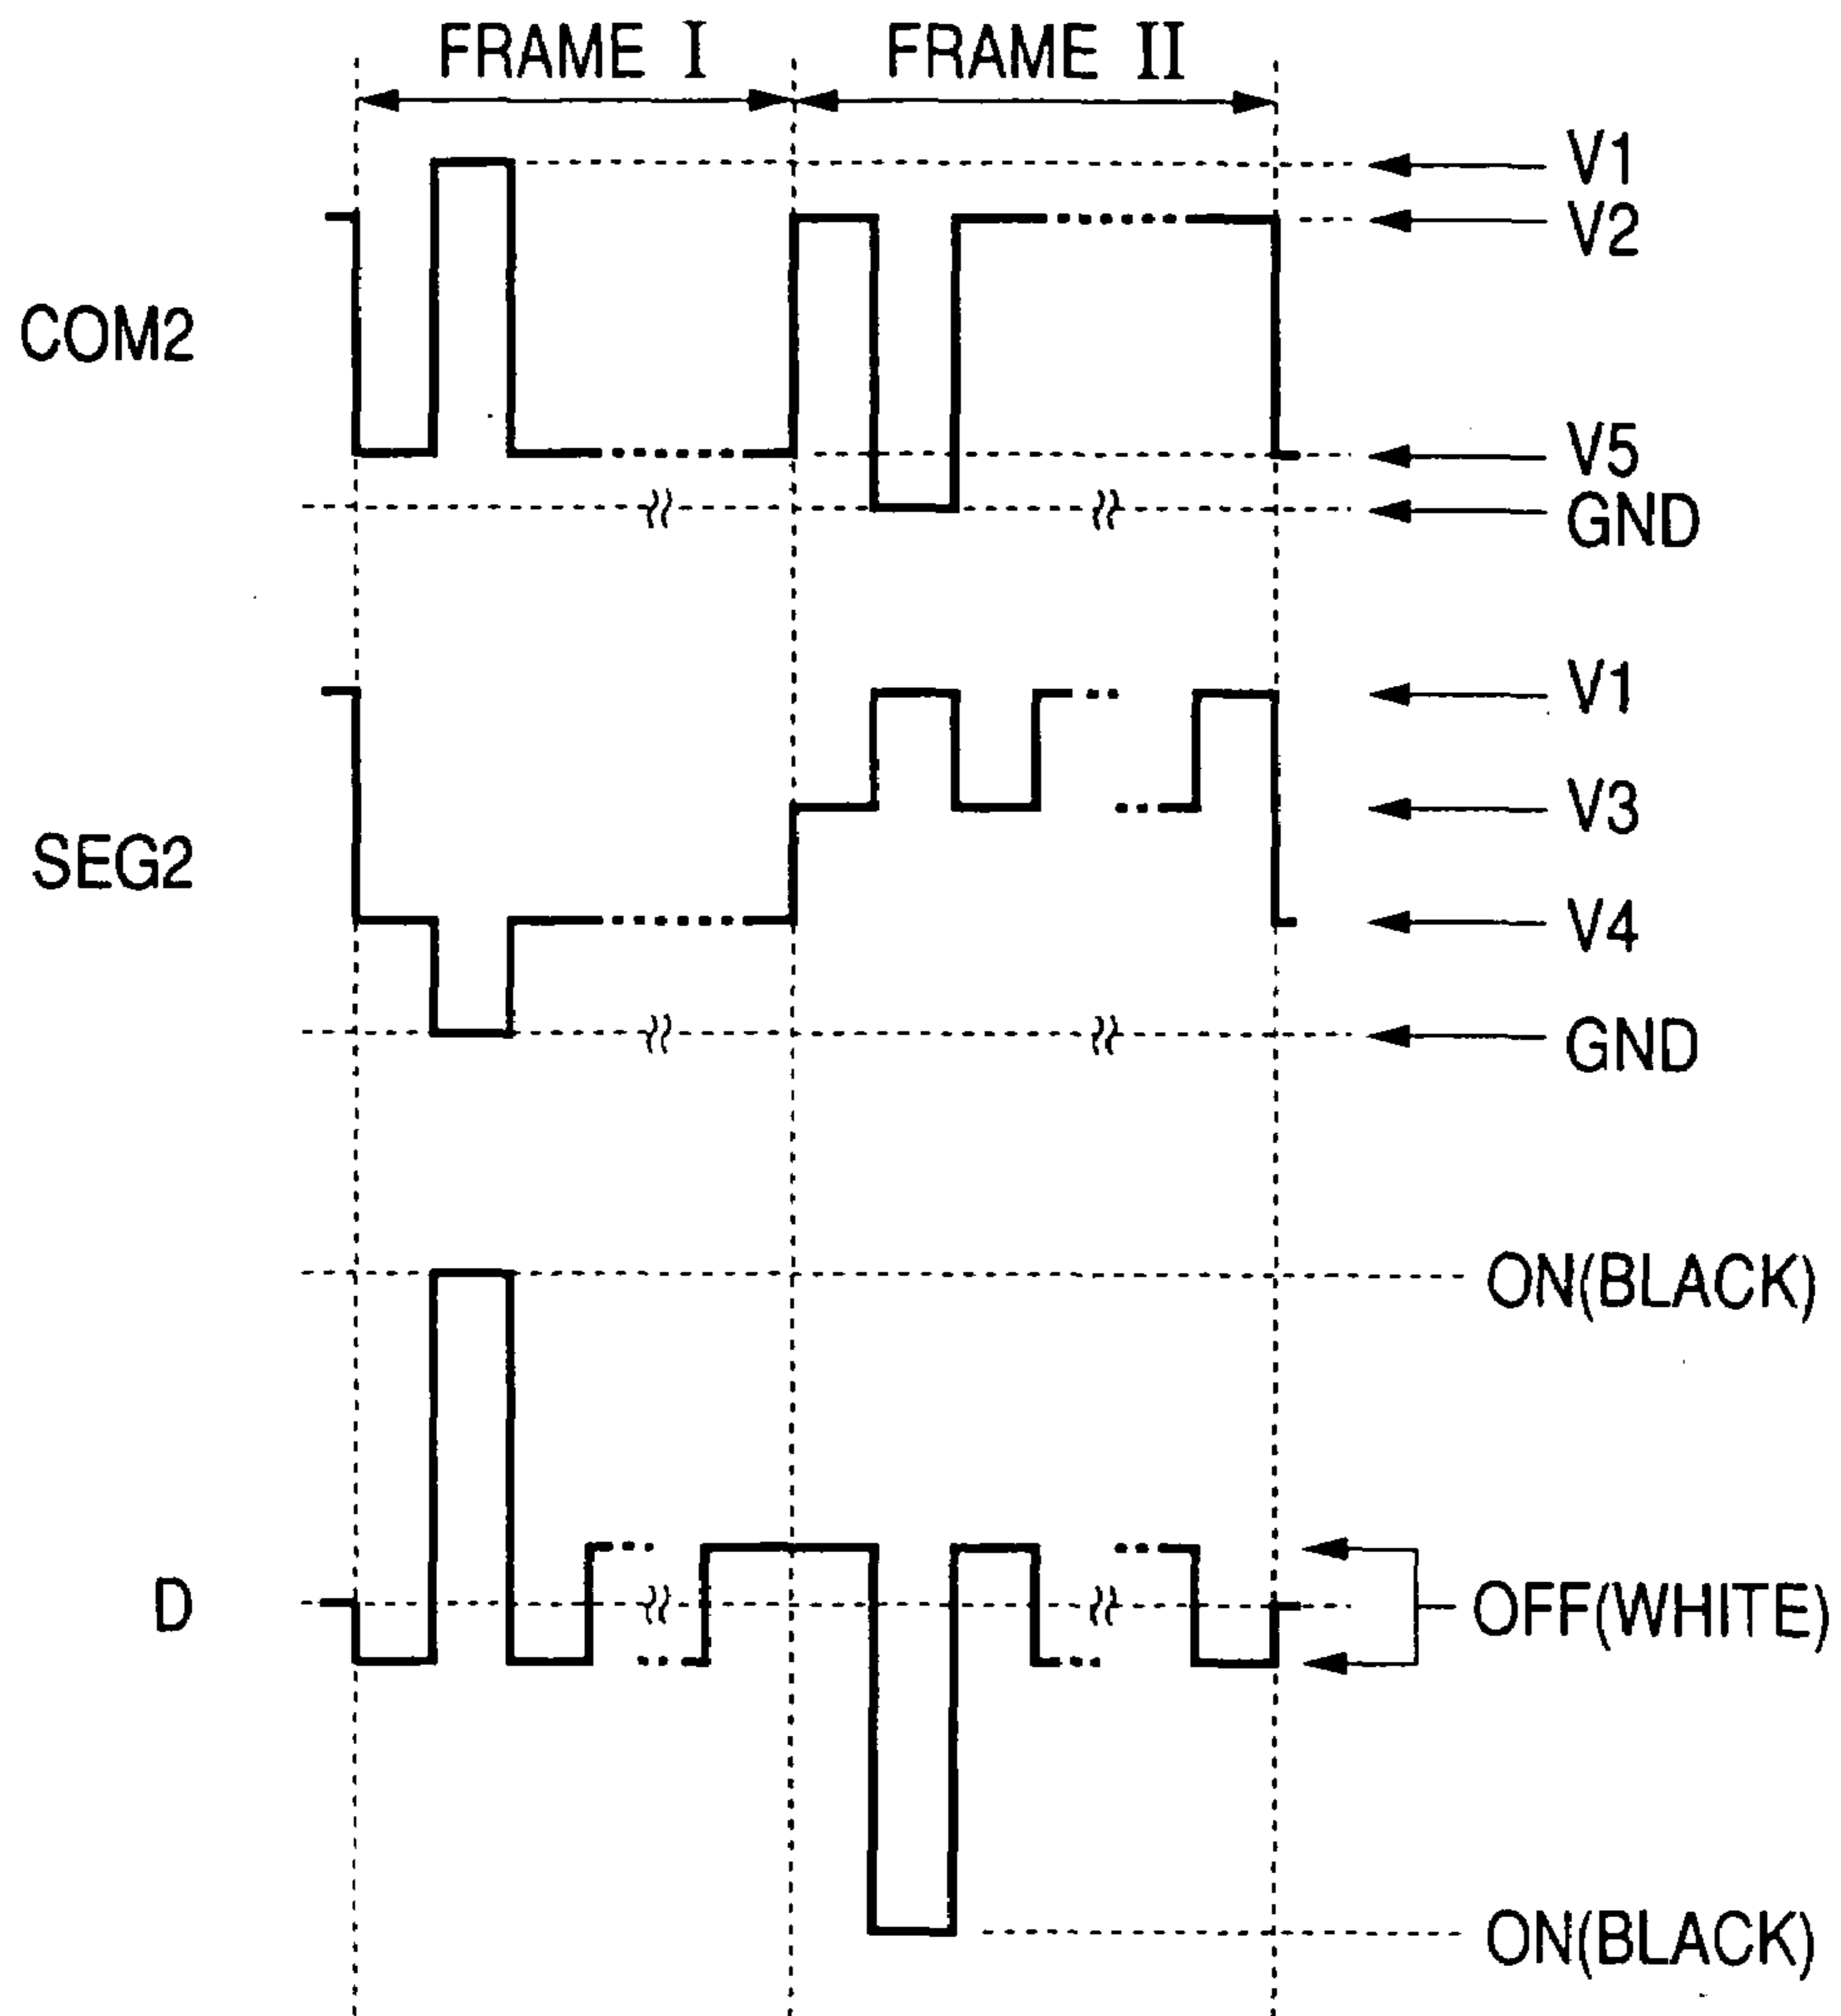 FRAME I FRAME II
V1
V2
COM2
V5
GND
V1
V3
SEG2
V4
GND
ON(BLACK)
D
OFF(WHITE)
ON(BLACK)